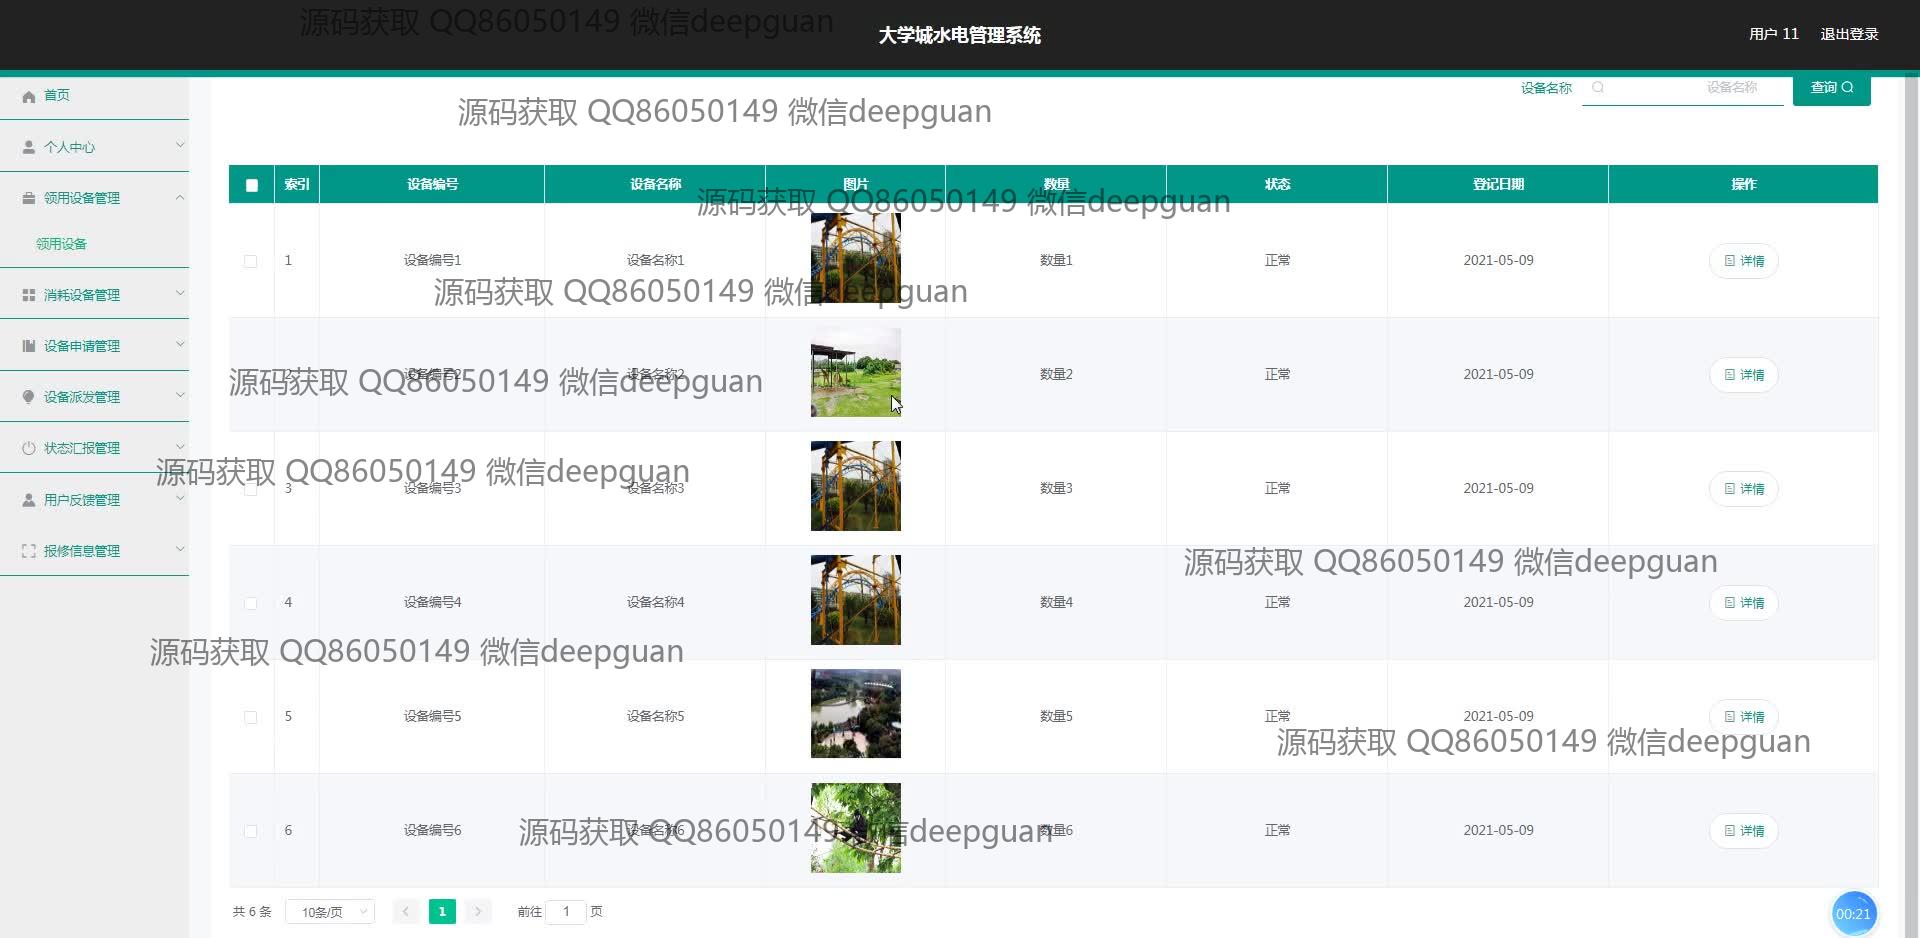 源码获取 QQ86050149 微信deepguan
大学城水电管理系统
用户 11 退出登录
首页
个人中心
领用设备管理
领用设备
消耗设备管理
设备申请管理
设备派发管理
状态汇报管理
用户反馈管理
报修信息管理
设备名称 设备名称 查询
源码获取 QQ86050149 微信deepguan
索引 设备编号 设备名称 图片 数量 状态 登记日期 操作
源码获取 QQ86050149 微信deepguan
1 设备编号1 设备名称1 数量1 正常 2021-05-09 详情
源码获取 QQ86050149 微信deepguan
2 设备编号2 设备名称2 数量2 正常 2021-05-09 详情
源码获取 QQ86050149 微信deepguan
源码获取 QQ86050149 微信deepguan
3 设备编号3 设备名称3 数量3 正常 2021-05-09 详情
源码获取 QQ86050149 微信deepguan
4 设备编号4 设备名称4 数量4 正常 2021-05-09 详情
源码获取 QQ86050149 微信deepguan
5 设备编号5 设备名称5 数量5 正常 2021-05-09 详情
源码获取 QQ86050149 微信deepguan
6 设备编号6 设备名称6 数量6 正常 2021-05-09 详情
源码获取 QQ86050149 微信deepguan
共 6 条 10条/页 1 前往 1 页
00:21